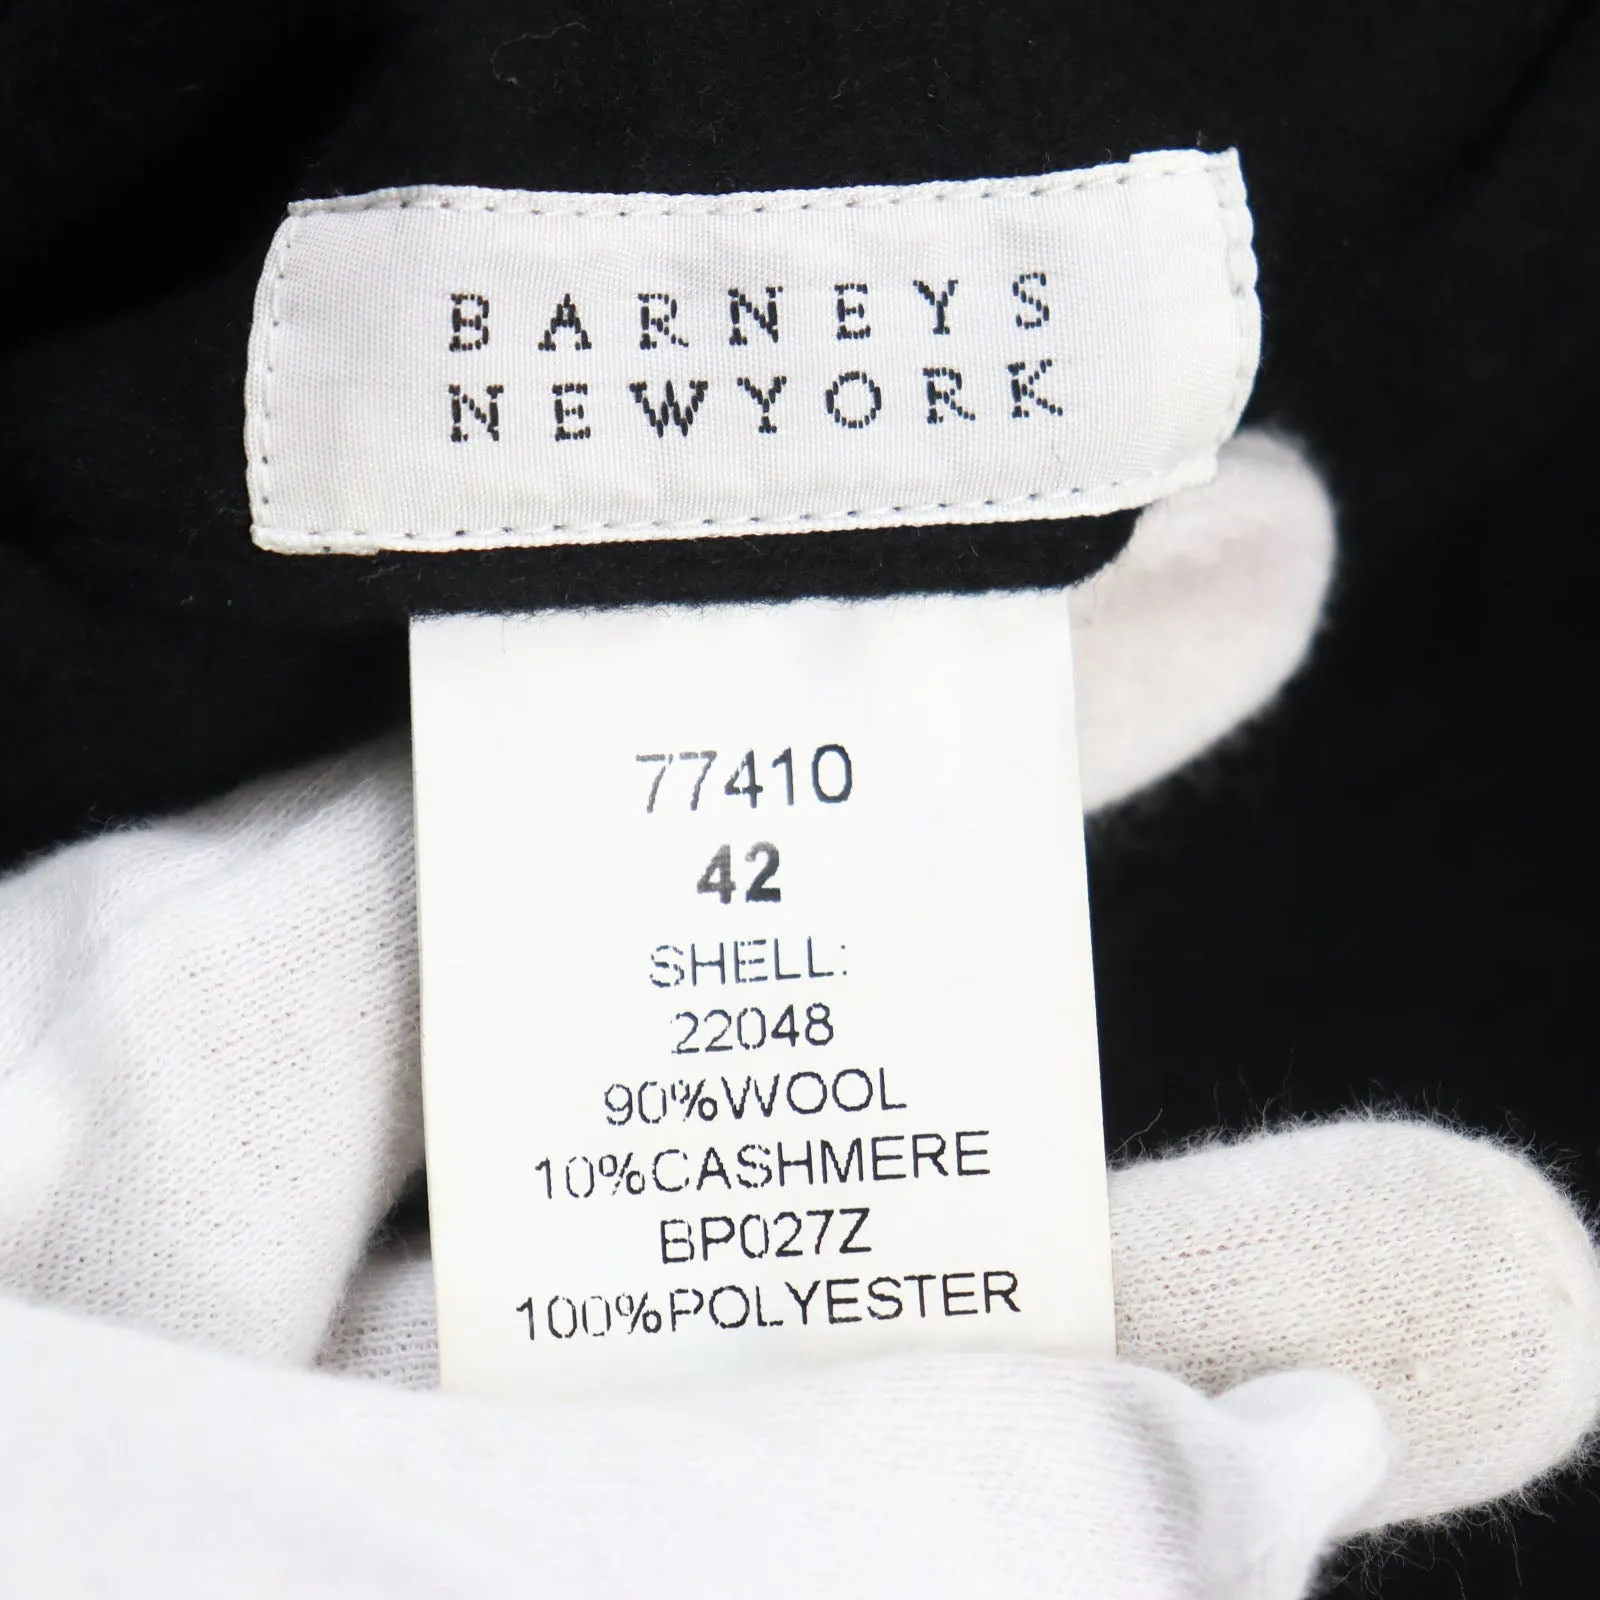 BARNEYS
NEWYORK
77410
42
SHELL:
22048
90%WOOL
10%CASHMERE
BP027Z
100%POLYESTER